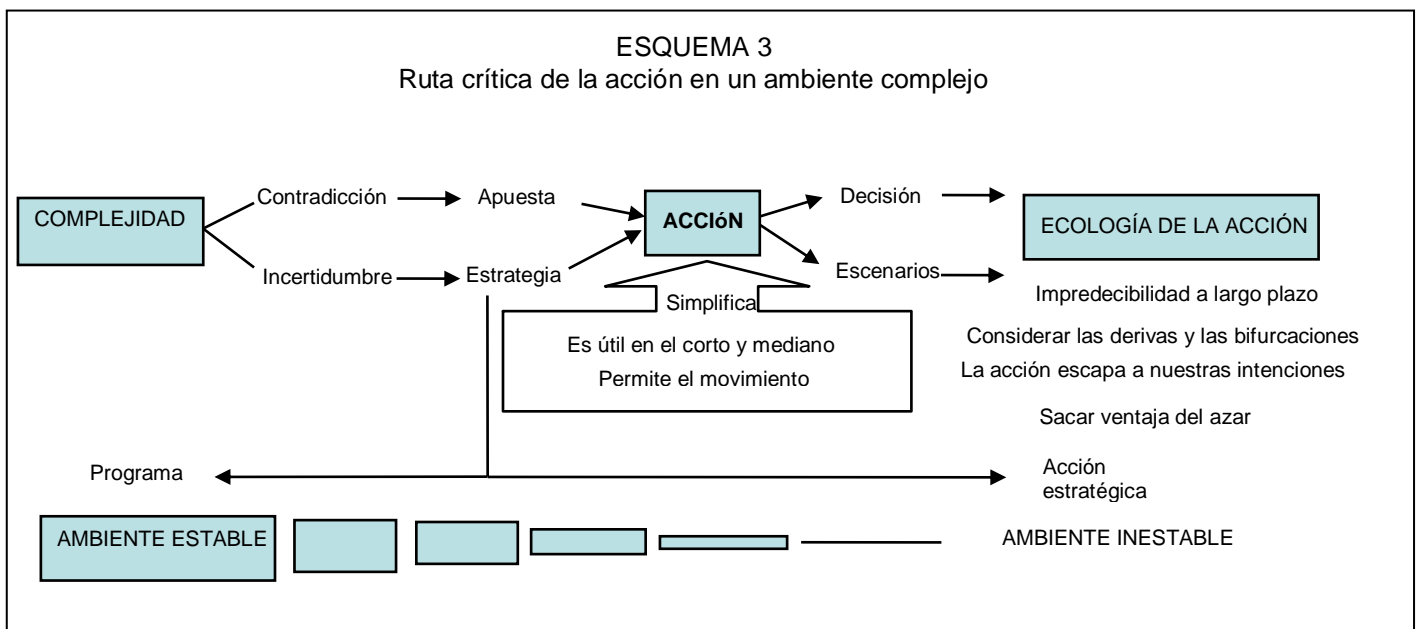 ESQUEMA 3
Ruta crítica de la acción en un ambiente complejo
COMPLEJIDAD
Contradicción
Apuesta
Incertidumbre
Estrategia
ACCIóN
Decisión
Escenarios
ECOLOGÍA DE LA ACCIÓN
Simplifica
Es útil en el corto y mediano
Permite el movimiento
Impredecibilidad a largo plazo
Considerar las derivas y las bifurcaciones
La acción escapa a nuestras intenciones
Sacar ventaja del azar
Programa
Acción
estratégica
AMBIENTE ESTABLE
AMBIENTE INESTABLE